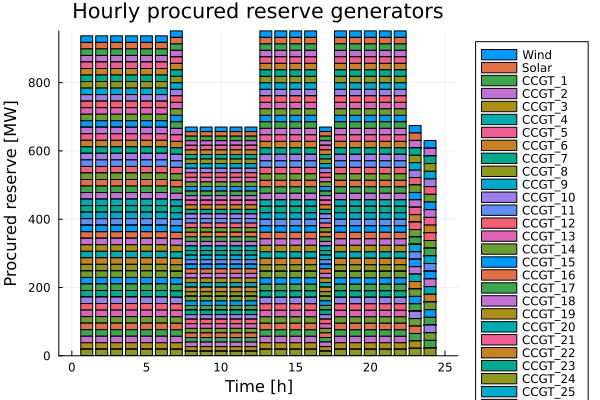 Hourly procured reserve generators
Procured reserve [MW]
800
600
400
200
0
0 5 10 15 20 25
Time [h]
Wind
Solar
CCGT_1
CCGT_2
CCGT_3
CCGT_4
CCGT_5
CCGT_6
CCGT_7
CCGT_8
CCGT_9
CCGT_10
CCGT_11
CCGT_12
CCGT_13
CCGT_14
CCGT_15
CCGT_16
CCGT_17
CCGT_18
CCGT_19
CCGT_20
CCGT_21
CCGT_22
CCGT_23
CCGT_24
CCGT_25